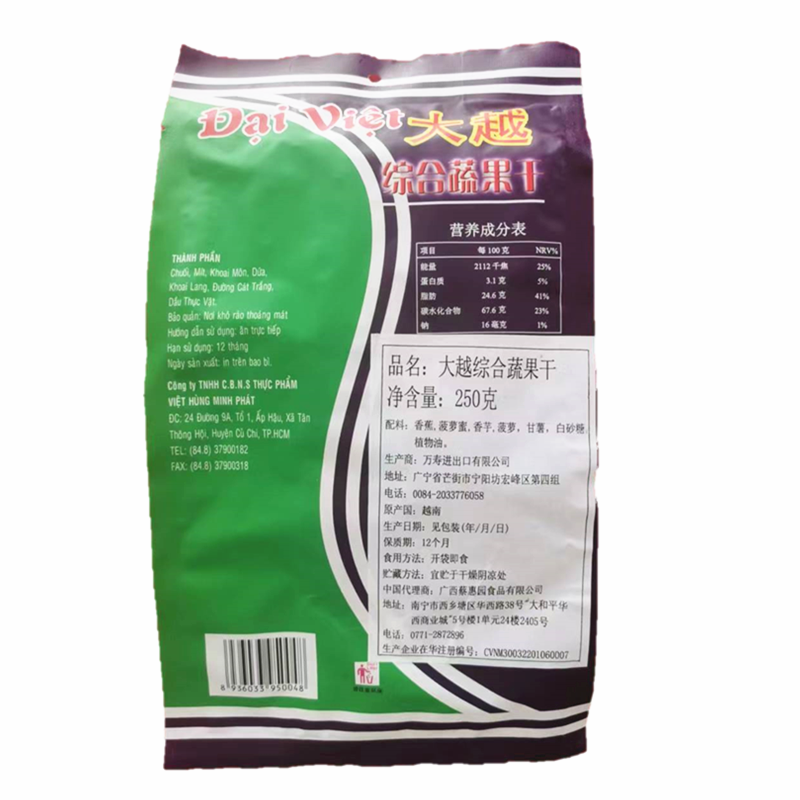 Đại Việt 大越
综合蔬果干
营养成分表
项目 每100克 NRV%
能量 2112千焦 25%
蛋白质 3.1克 5%
脂肪 24.6克 41%
碳水化合物 67.6克 23%
钠 16毫克 1%
THÀNH PHẦN
Chuối, Mít, Khoai Môn, Dứa,
Khoai Lang, Đường Cát Trắng,
Dầu Thực Vật.
Bảo quản: Nơi khô ráo thoáng mát
Hướng dẫn sử dụng: ăn trực tiếp
Hạn sử dụng: 12 tháng
Ngày sản xuất: in trên bao bì.
Công ty TNHH C.B.N.S THỰC PHẨM
VIỆT HÙNG MINH PHÁT
ĐC: 24 Đường 9A, Tổ 1, Ấp Hậu, Xã Tân
Thông Hội, Huyện Củ Chi, TP.HCM
TEL: (84.8) 37900182
FAX: (84.8) 37900318
品名：大越综合蔬果干
净含量：250克
配料：香蕉,菠萝蜜,香芋,菠萝，甘薯，白砂糖,
植物油。
生产商：万寿进出口有限公司
地址：广宁省芒街市宁阳坊宏峰区第四组
电话：0084-2033776058
原产国：越南
生产日期：见包装(年/月/日)
保质期：12个月
食用方法：开袋即食
贮藏方法：宜贮于干燥阴凉处
中国代理商：广西慕惠园食品有限公司
地址：南宁市西乡塘区华西路38号"大和平华
西商业城"5号楼1单元24楼2405号
电话：0771-2872896
生产企业在华注册编号：CVNM30032201060007
8 936033 950048